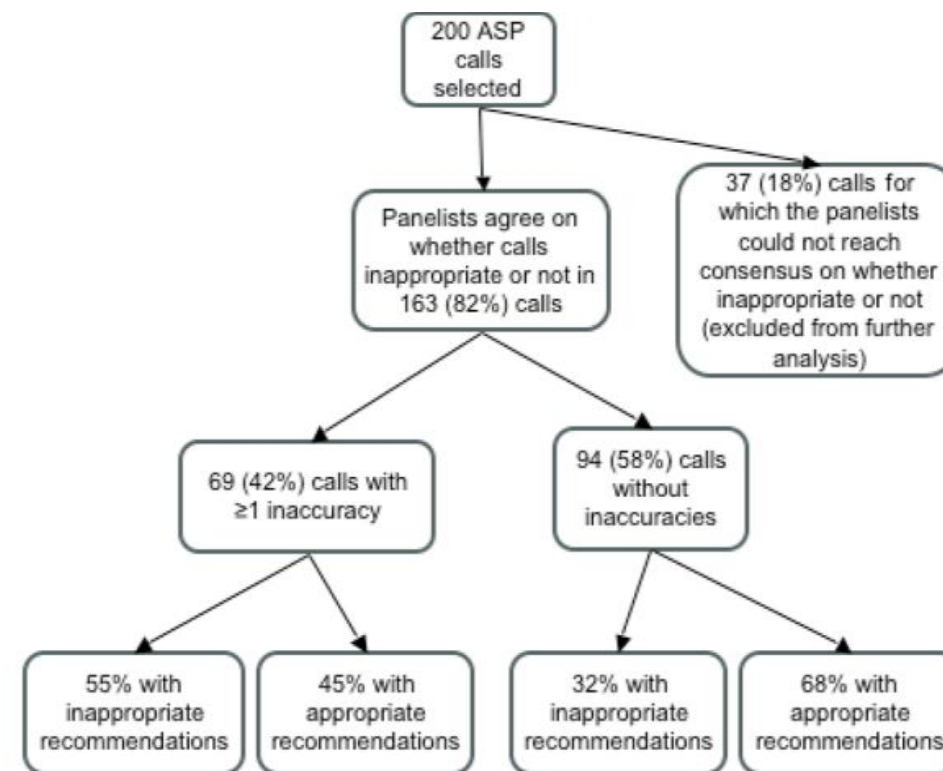 200 ASP
calls
selected
Panelists agree on
whether calls
inappropriate or not in
163 (82%) calls
37 (18%) calls for
which the panelists
could not reach
consensus on whether
inappropriate or not
(excluded from further
analysis)
69 (42%) calls with
≥1 inaccuracy
94 (58%) calls
without
inaccuracies
55% with
inappropriate
recommendations
45% with
appropriate
recommendations
32% with
inappropriate
recommendations
68% with
appropriate
recommendations